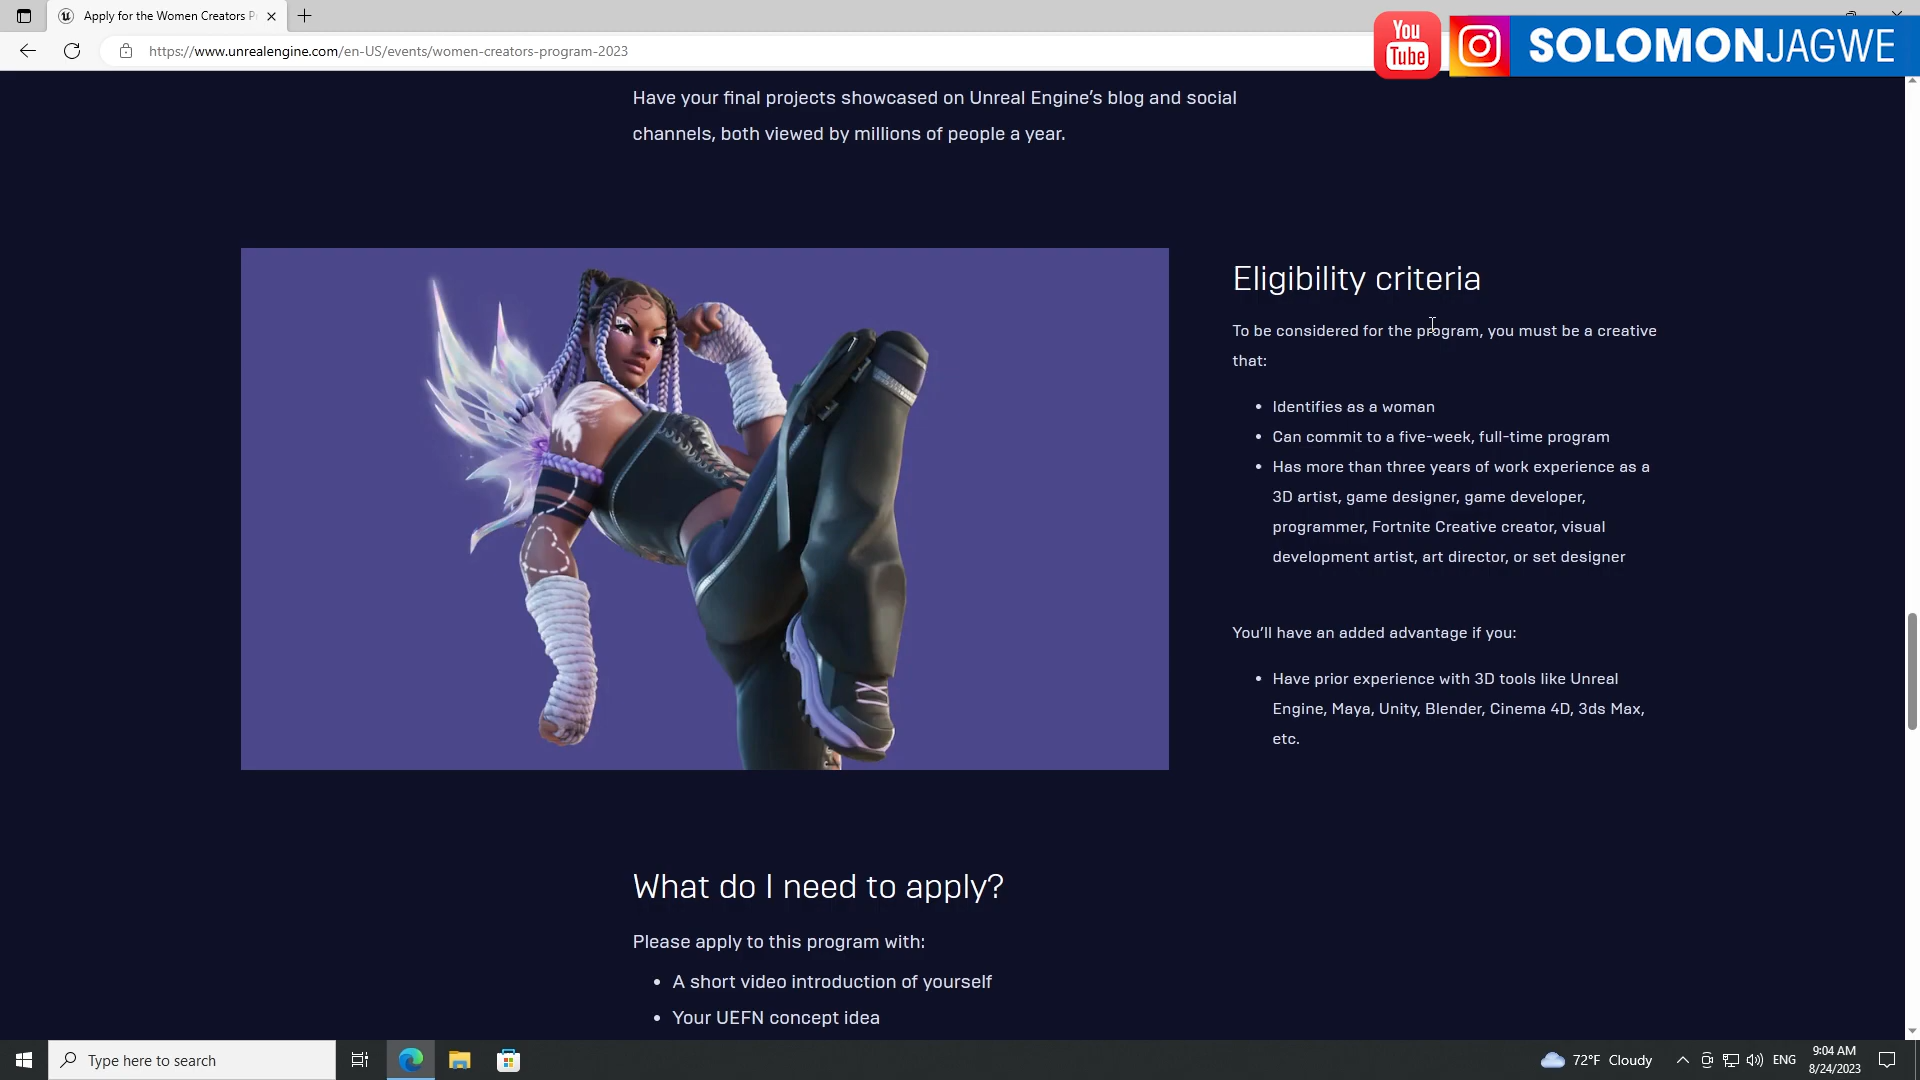 Apply for the Women Creators P
https://www.unrealengine.com/en-US/events/women-creators-program-2023
You
Tube
SOLOMONJAGWE
Have your final projects showcased on Unreal Engine’s blog and social
channels, both viewed by millions of people a year.
Eligibility criteria
To be considered for the program, you must be a creative
that:
• Identifies as a woman
• Can commit to a five-week, full-time program
• Has more than three years of work experience as a
3D artist, game designer, game developer,
programmer, Fortnite Creative creator, visual
development artist, art director, or set designer
You’ll have an added advantage if you:
• Have prior experience with 3D tools like Unreal
Engine, Maya, Unity, Blender, Cinema 4D, 3ds Max,
etc.
What do I need to apply?
Please apply to this program with:
• A short video introduction of yourself
• Your UEFN concept idea
Type here to search
72°F Cloudy
ENG
9:04 AM
8/24/2023